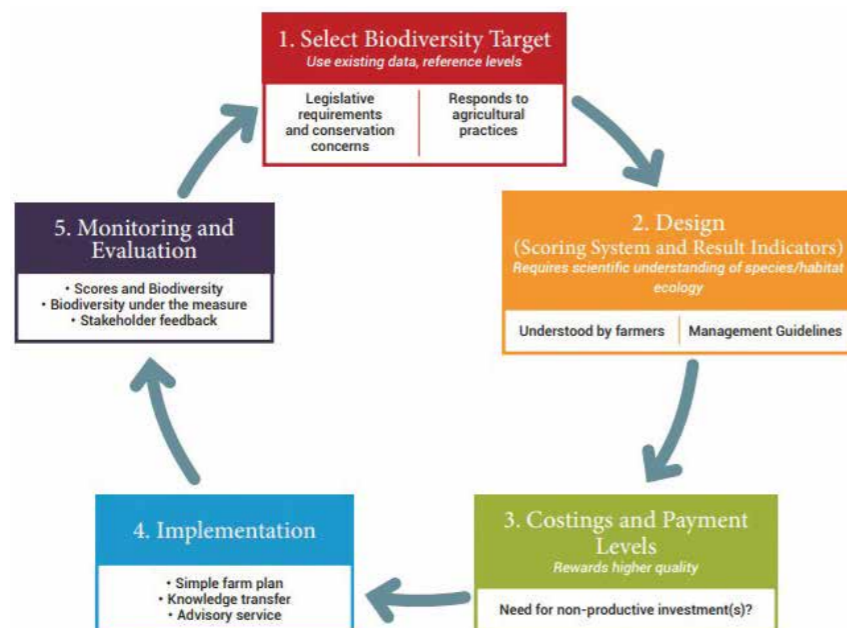 1. Select Biodiversity Target
Use existing data, reference levels
Legislative
requirements
and conservation
concerns
Responds to
agricultural
practices
2. Design
(Scoring System and Result Indicators)
Requires scientific understanding of species/habitat
ecology
Understood by farmers
Management Guidelines
3. Costings and Payment
Levels
Rewards higher quality
Need for non-productive investment(s)?
4. Implementation
• Simple farm plan
• Knowledge transfer
• Advisory service
5. Monitoring and
Evaluation
• Scores and Biodiversity
• Biodiversity under the measure
• Stakeholder feedback